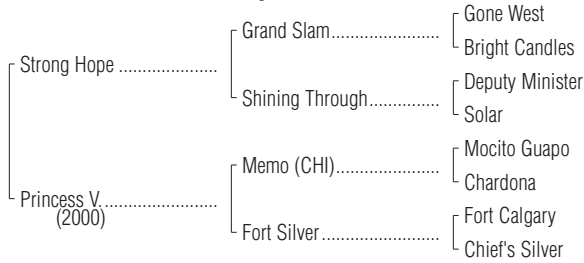 Gone West
Grand Slam....................
Bright Candles
Strong Hope ...................
Deputy Minister
Shining Through.............
Solar
Mocito Guapo
Memo (CHI)...................
Chardona
Princess V.....................
(2000)
Fort Calgary
Fort Silver......................
Chief's Silver